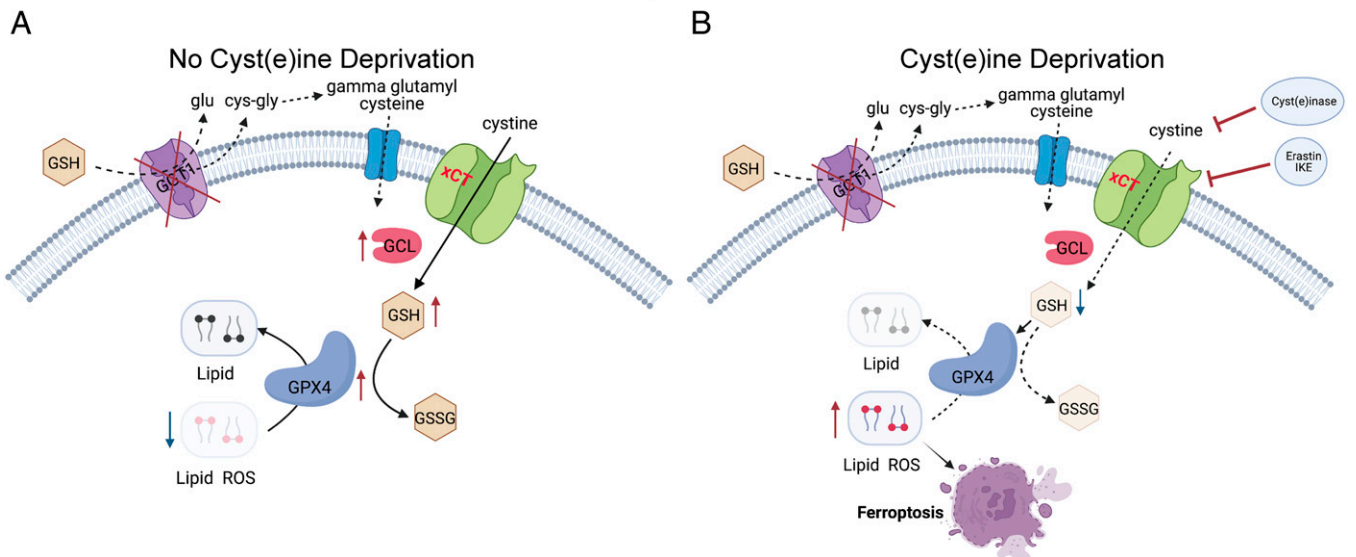 A
No Cyst(e)ine Deprivation
glu
cys-gly
gamma glutamyl
cysteine
cystine
GSH
GGT1
xCT
GCL
GSH
Lipid
GPX4
GSSG
Lipid ROS
B
Cyst(e)ine Deprivation
glu
cys-gly
gamma glutamyl
cysteine
cystine
Cyst(e)inase
Erastin
IKE
GSH
GGT1
xCT
GCL
GSH
Lipid
GPX4
GSSG
Lipid ROS
Ferroptosis